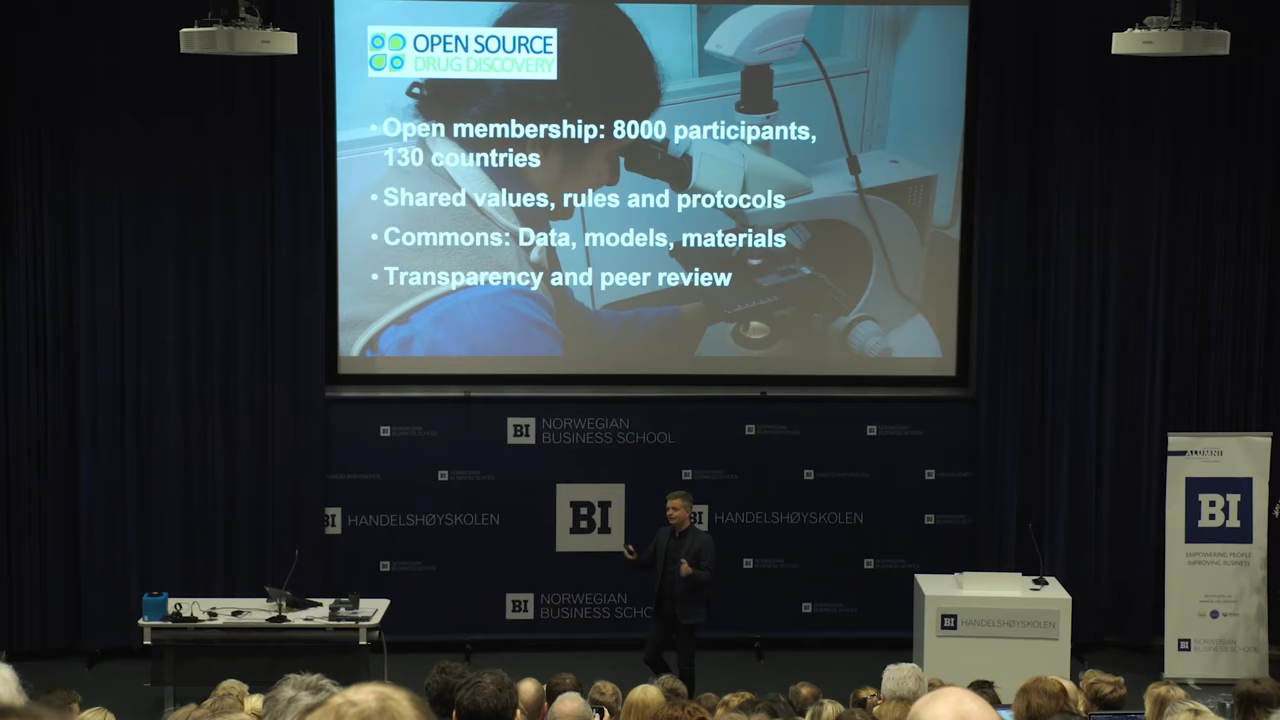 OPEN SOURCE
DRUG DISCOVERY
• Open membership: 8000 participants,
130 countries
• Shared values, rules and protocols
• Commons: Data, models, materials
• Transparency and peer review
BI NORWEGIAN
BUSINESS SCHOOL
BI HANDELSHØYSKOLEN
BI
BI HANDELSHØYSKOLEN
BI NORWEGIAN
BUSINESS SCHO
BI HANDELSHØYSKOLEN
ALUMNI
BI
EMPOWERING PEOPLE
IMPROVING BUSINESS
BI NORWEGIAN
BUSINESS SCHOOL